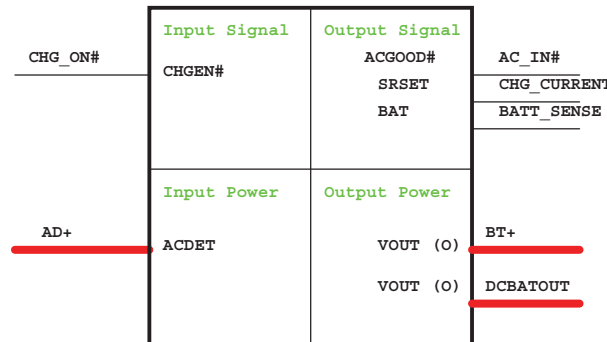 Input Signal Output Signal
CHG_ON# ACGOOD# AC_IN#
CHGEN# SRSET CHG_CURRENT
BAT BATT_SENSE
Input Power Output Power
AD+ BT+
ACDET VOUT (O)
VOUT (O) DCBATOUT